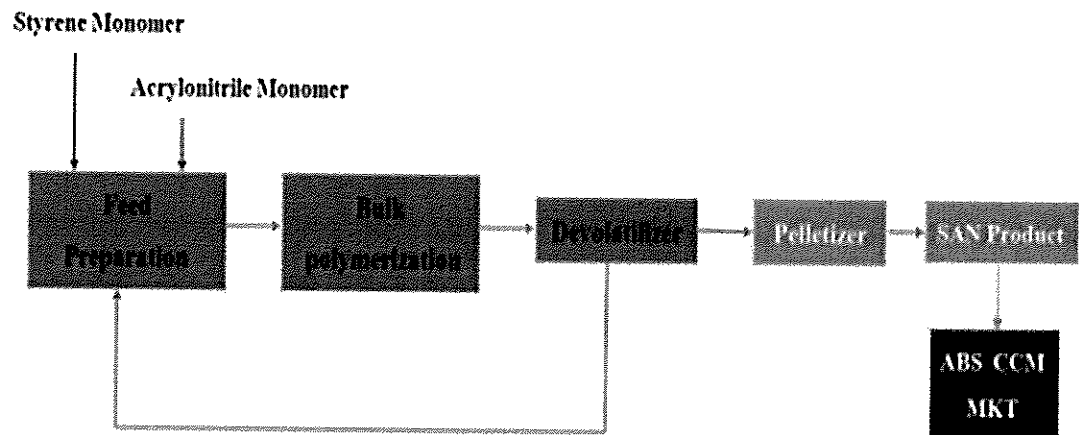 Styrene Monomer
Acrylonitrile Monomer
Feed
Preparation
Bulk
polymerization
Devolatilizer
Pelletizer
SAN Product
ABS CCM
MKT